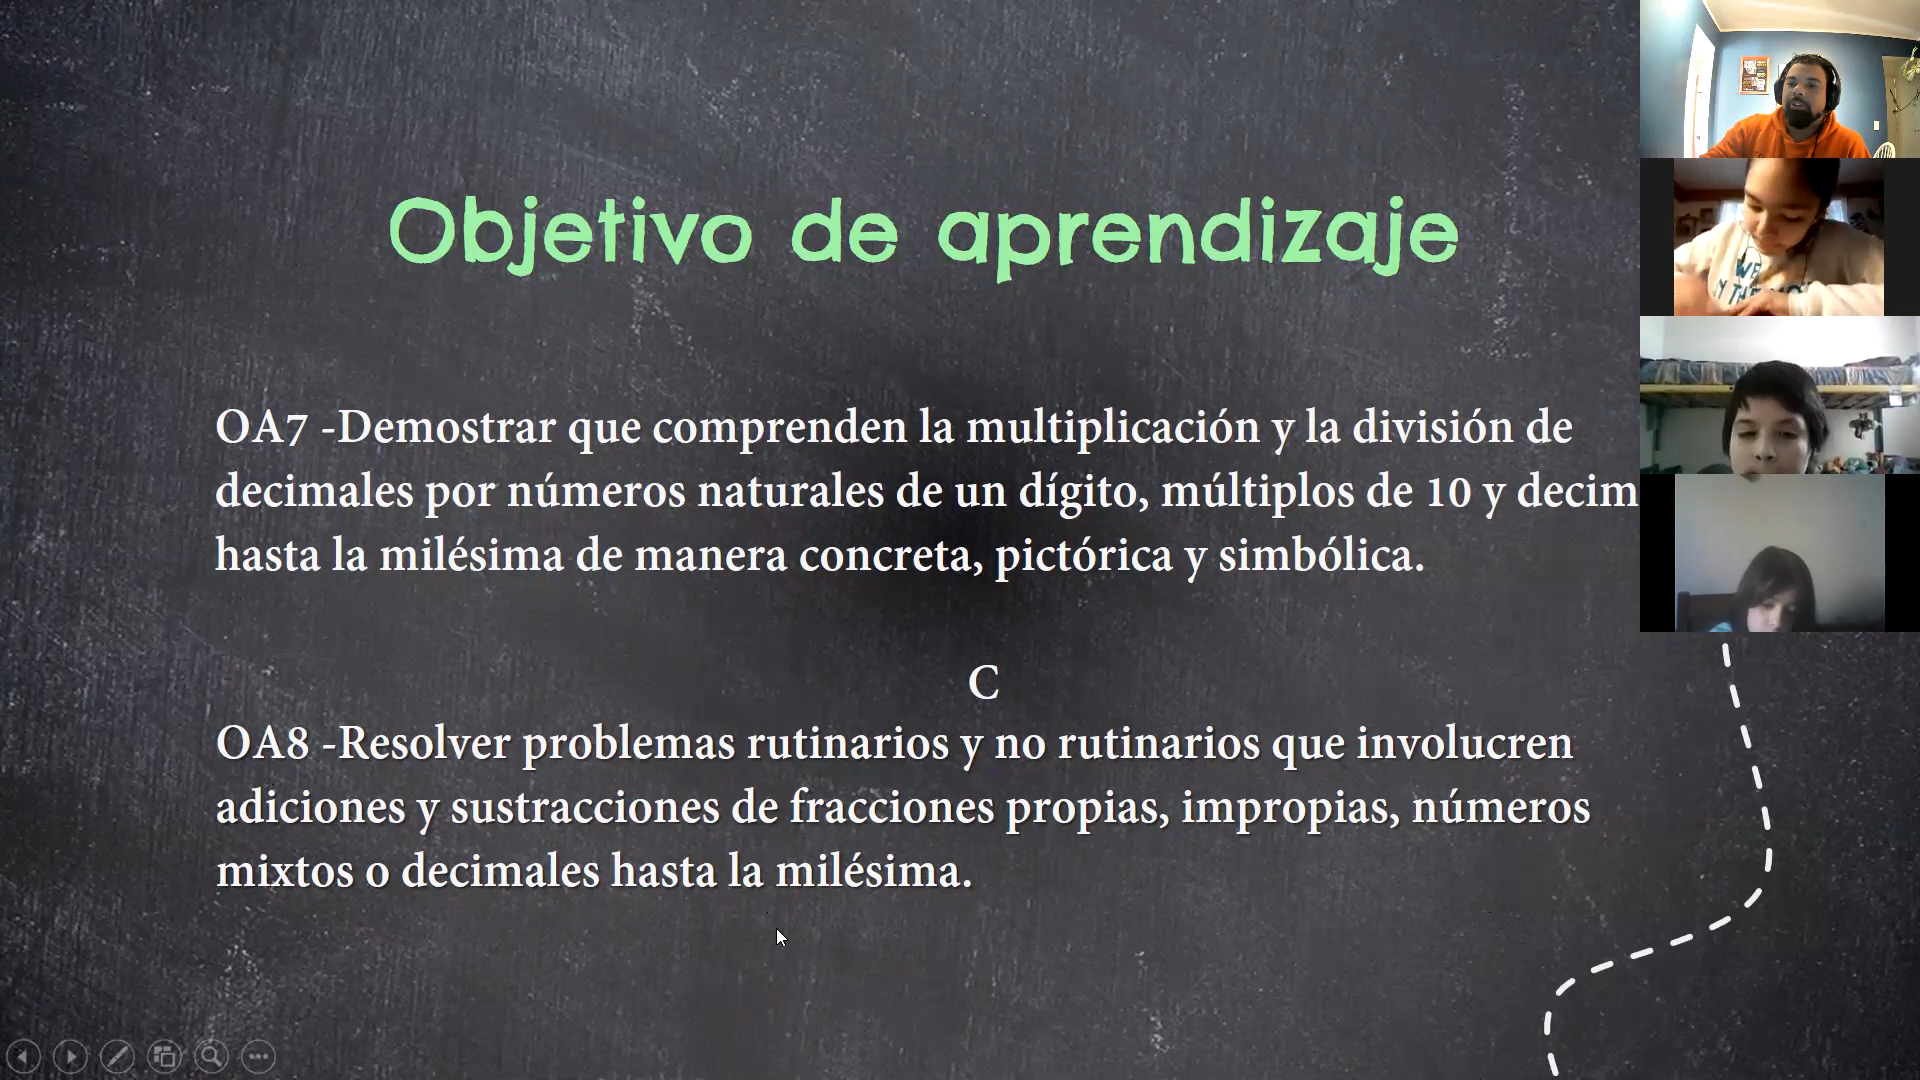 Objetivo de aprendizaje
OA7 -Demostrar que comprenden la multiplicación y la división de
decimales por números naturales de un dígito, múltiplos de 10 y decim
hasta la milésima de manera concreta, pictórica y simbólica.
C
OA8 -Resolver problemas rutinarios y no rutinarios que involucren
adiciones y sustracciones de fracciones propias, impropias, números
mixtos o decimales hasta la milésima.
WE